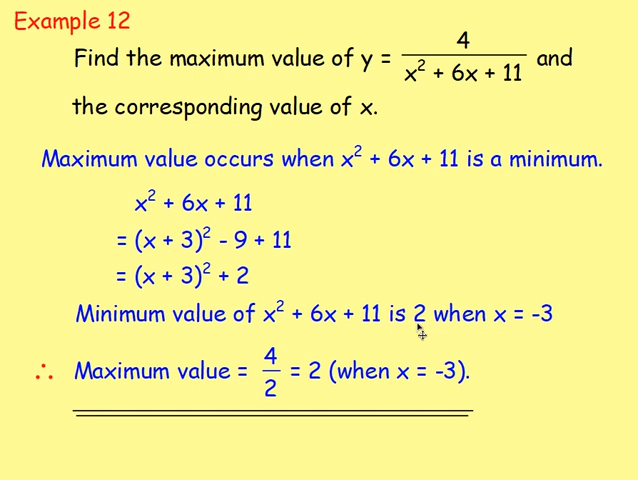 Example 12
Find the maximum value of y = 4 / (x² + 6x + 11) and
the corresponding value of x.
Maximum value occurs when x² + 6x + 11 is a minimum.
x² + 6x + 11
= (x + 3)² - 9 + 11
= (x + 3)² + 2
Minimum value of x² + 6x + 11 is 2 when x = -3
∴ Maximum value = 4/2 = 2 (when x = -3).